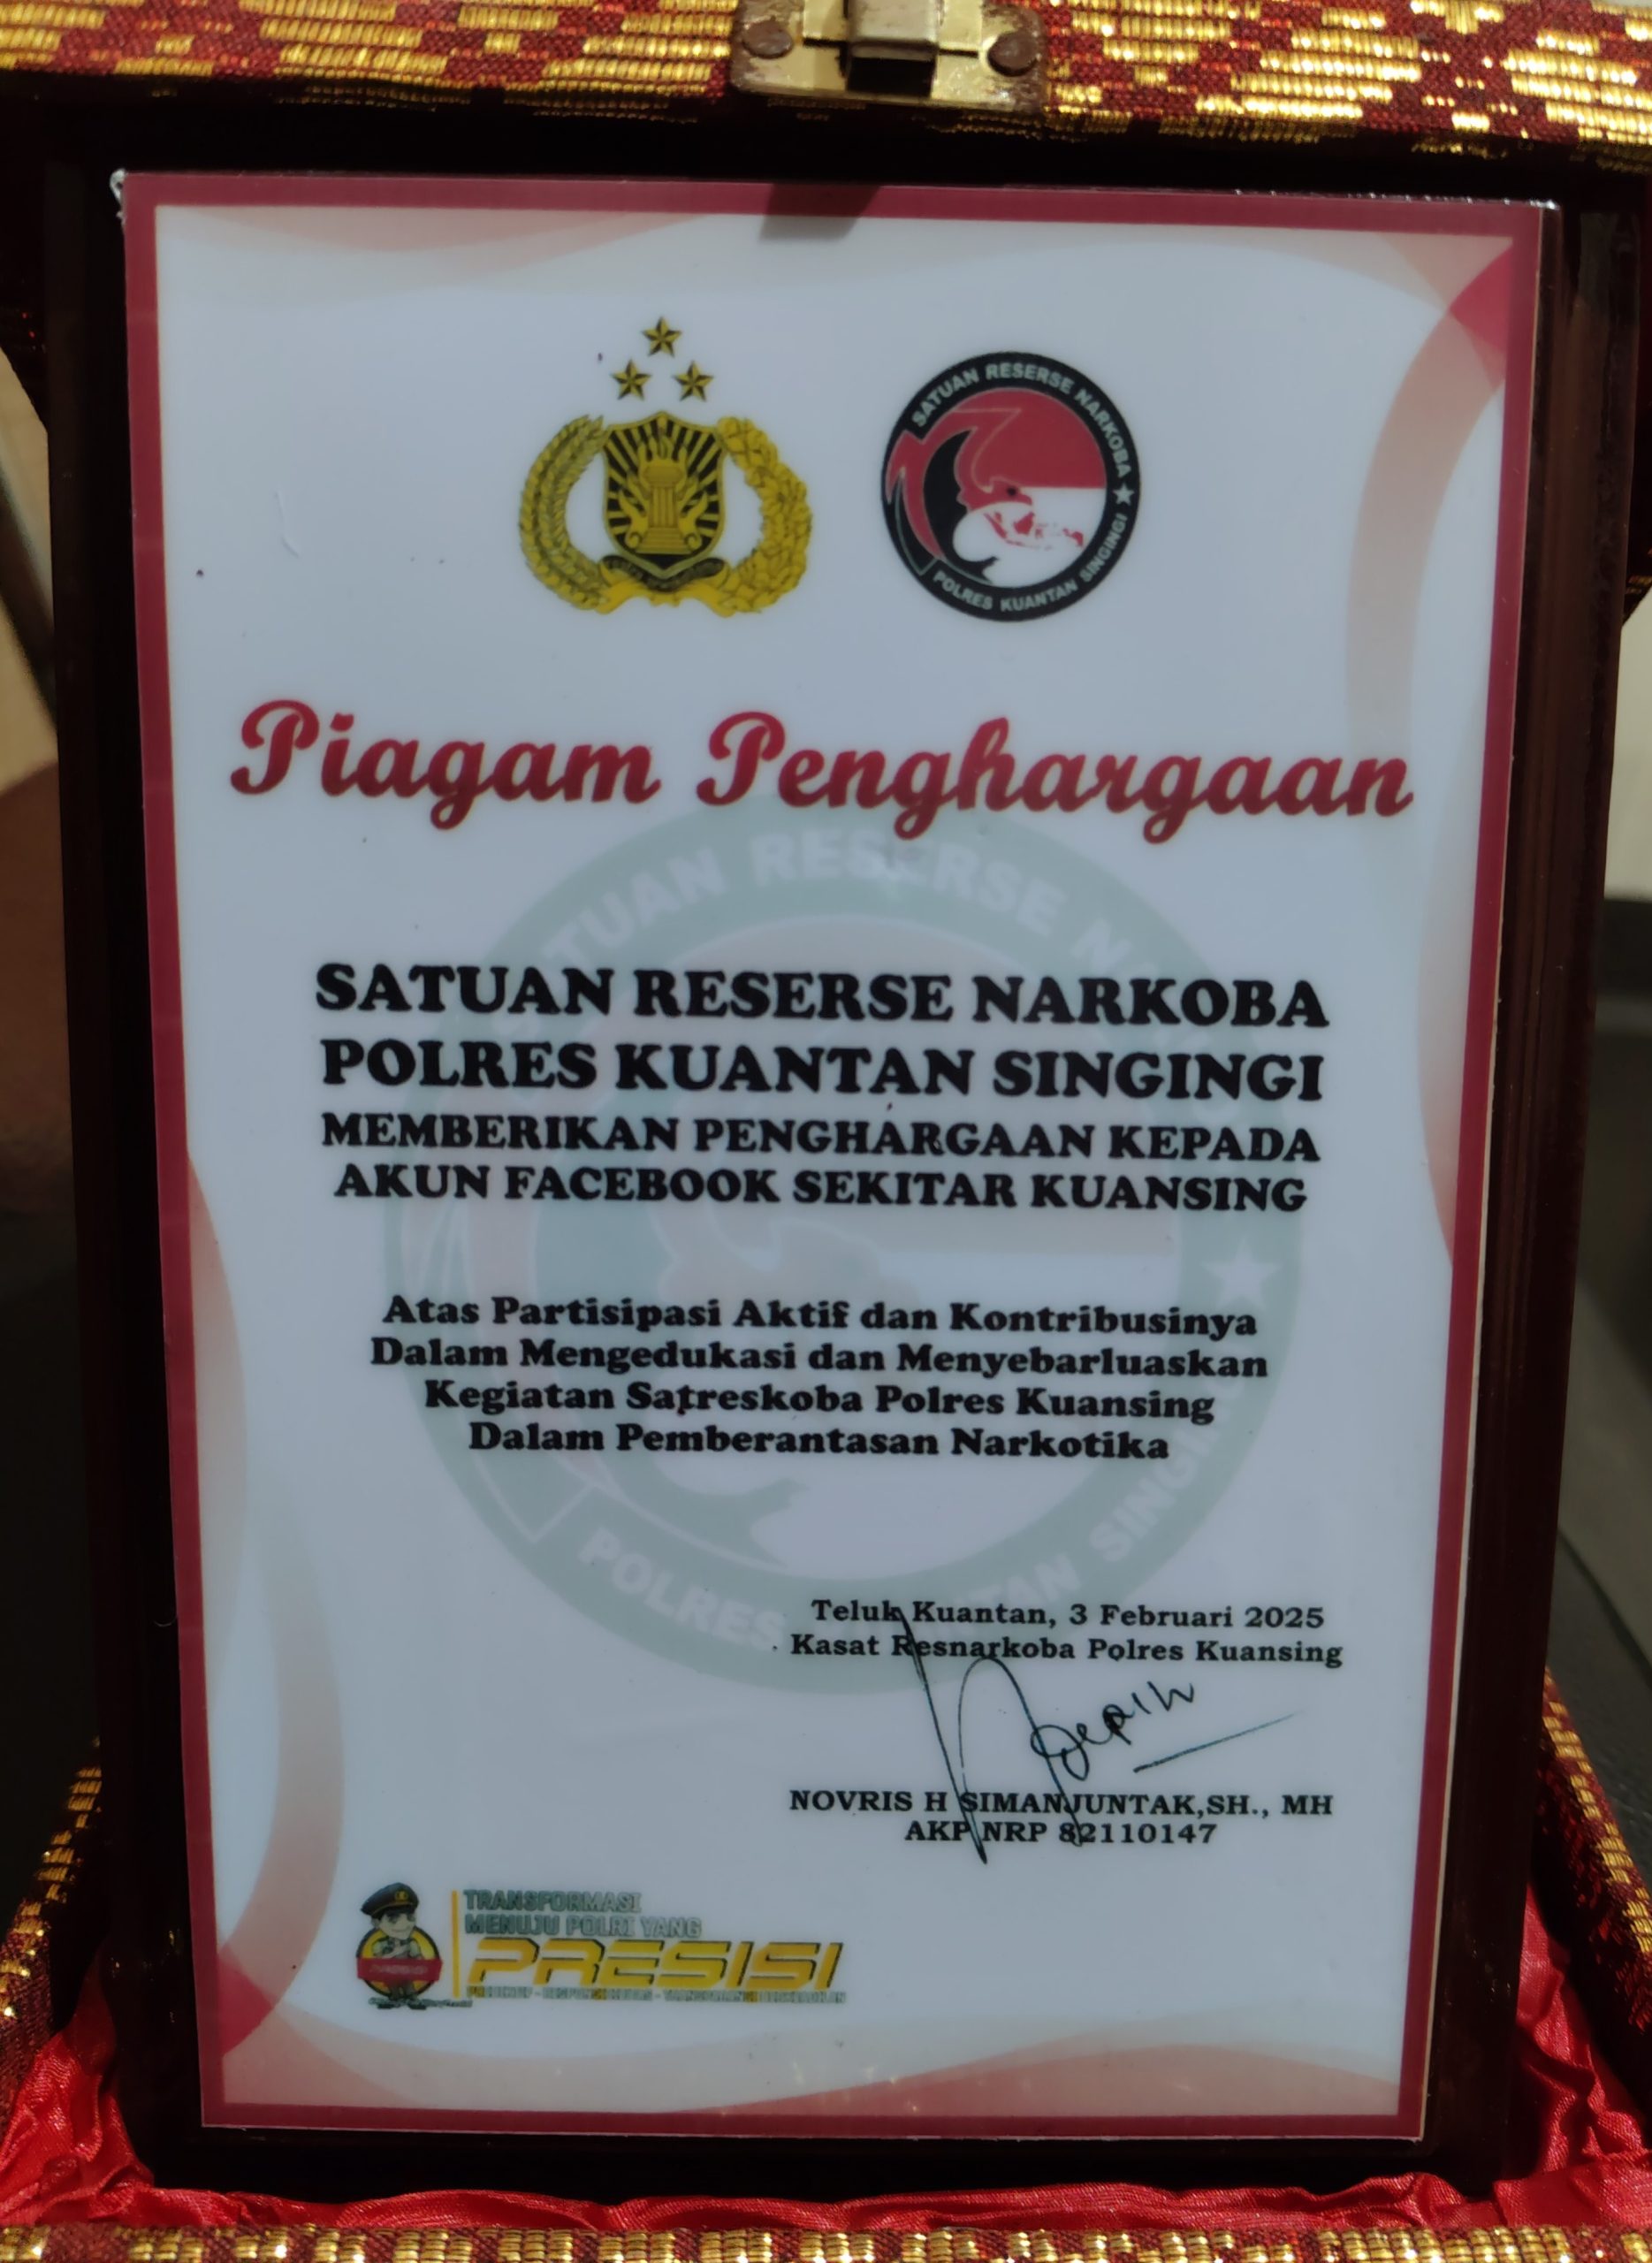 SATUAN RESERSE NARKOBA ★
POLRES KUANTAN SINGINGI
Piagam Penghargaan
SATUAN RESERSE NARKOBA
POLRES KUANTAN SINGINGI
MEMBERIKAN PENGHARGAAN KEPADA
AKUN FACEBOOK SEKITAR KUANSING
Atas Partisipasi Aktif dan Kontribusinya
Dalam Mengedukasi dan Menyebarluaskan
Kegiatan Satreskoba Polres Kuansing
Dalam Pemberantasan Narkotika
Teluk Kuantan, 3 Februari 2025
Kasat Resnarkoba Polres Kuansing
NOVRIS H SIMANJUNTAK,SH., MH
AKP NRP 82110147
TRANSFORMASI
MENUJU POLRI YANG
PRESISI